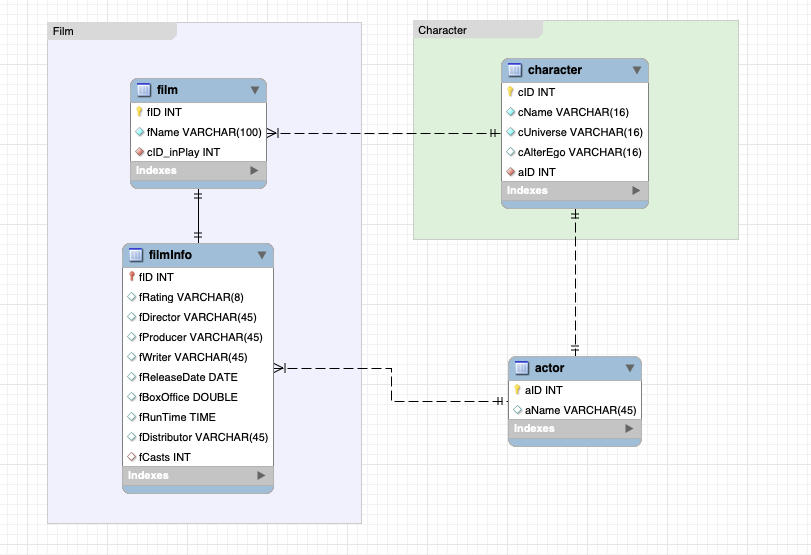 Film
film
fID INT
fName VARCHAR(100)
cID_inPlay INT
Indexes
filmInfo
fID INT
fRating VARCHAR(8)
fDirector VARCHAR(45)
fProducer VARCHAR(45)
fWriter VARCHAR(45)
fReleaseDate DATE
fBoxOffice DOUBLE
fRunTime TIME
fDistributor VARCHAR(45)
fCasts INT
Indexes
Character
character
cID INT
cName VARCHAR(16)
cUniverse VARCHAR(16)
cAlterEgo VARCHAR(16)
aID INT
Indexes
actor
aID INT
aName VARCHAR(45)
Indexes